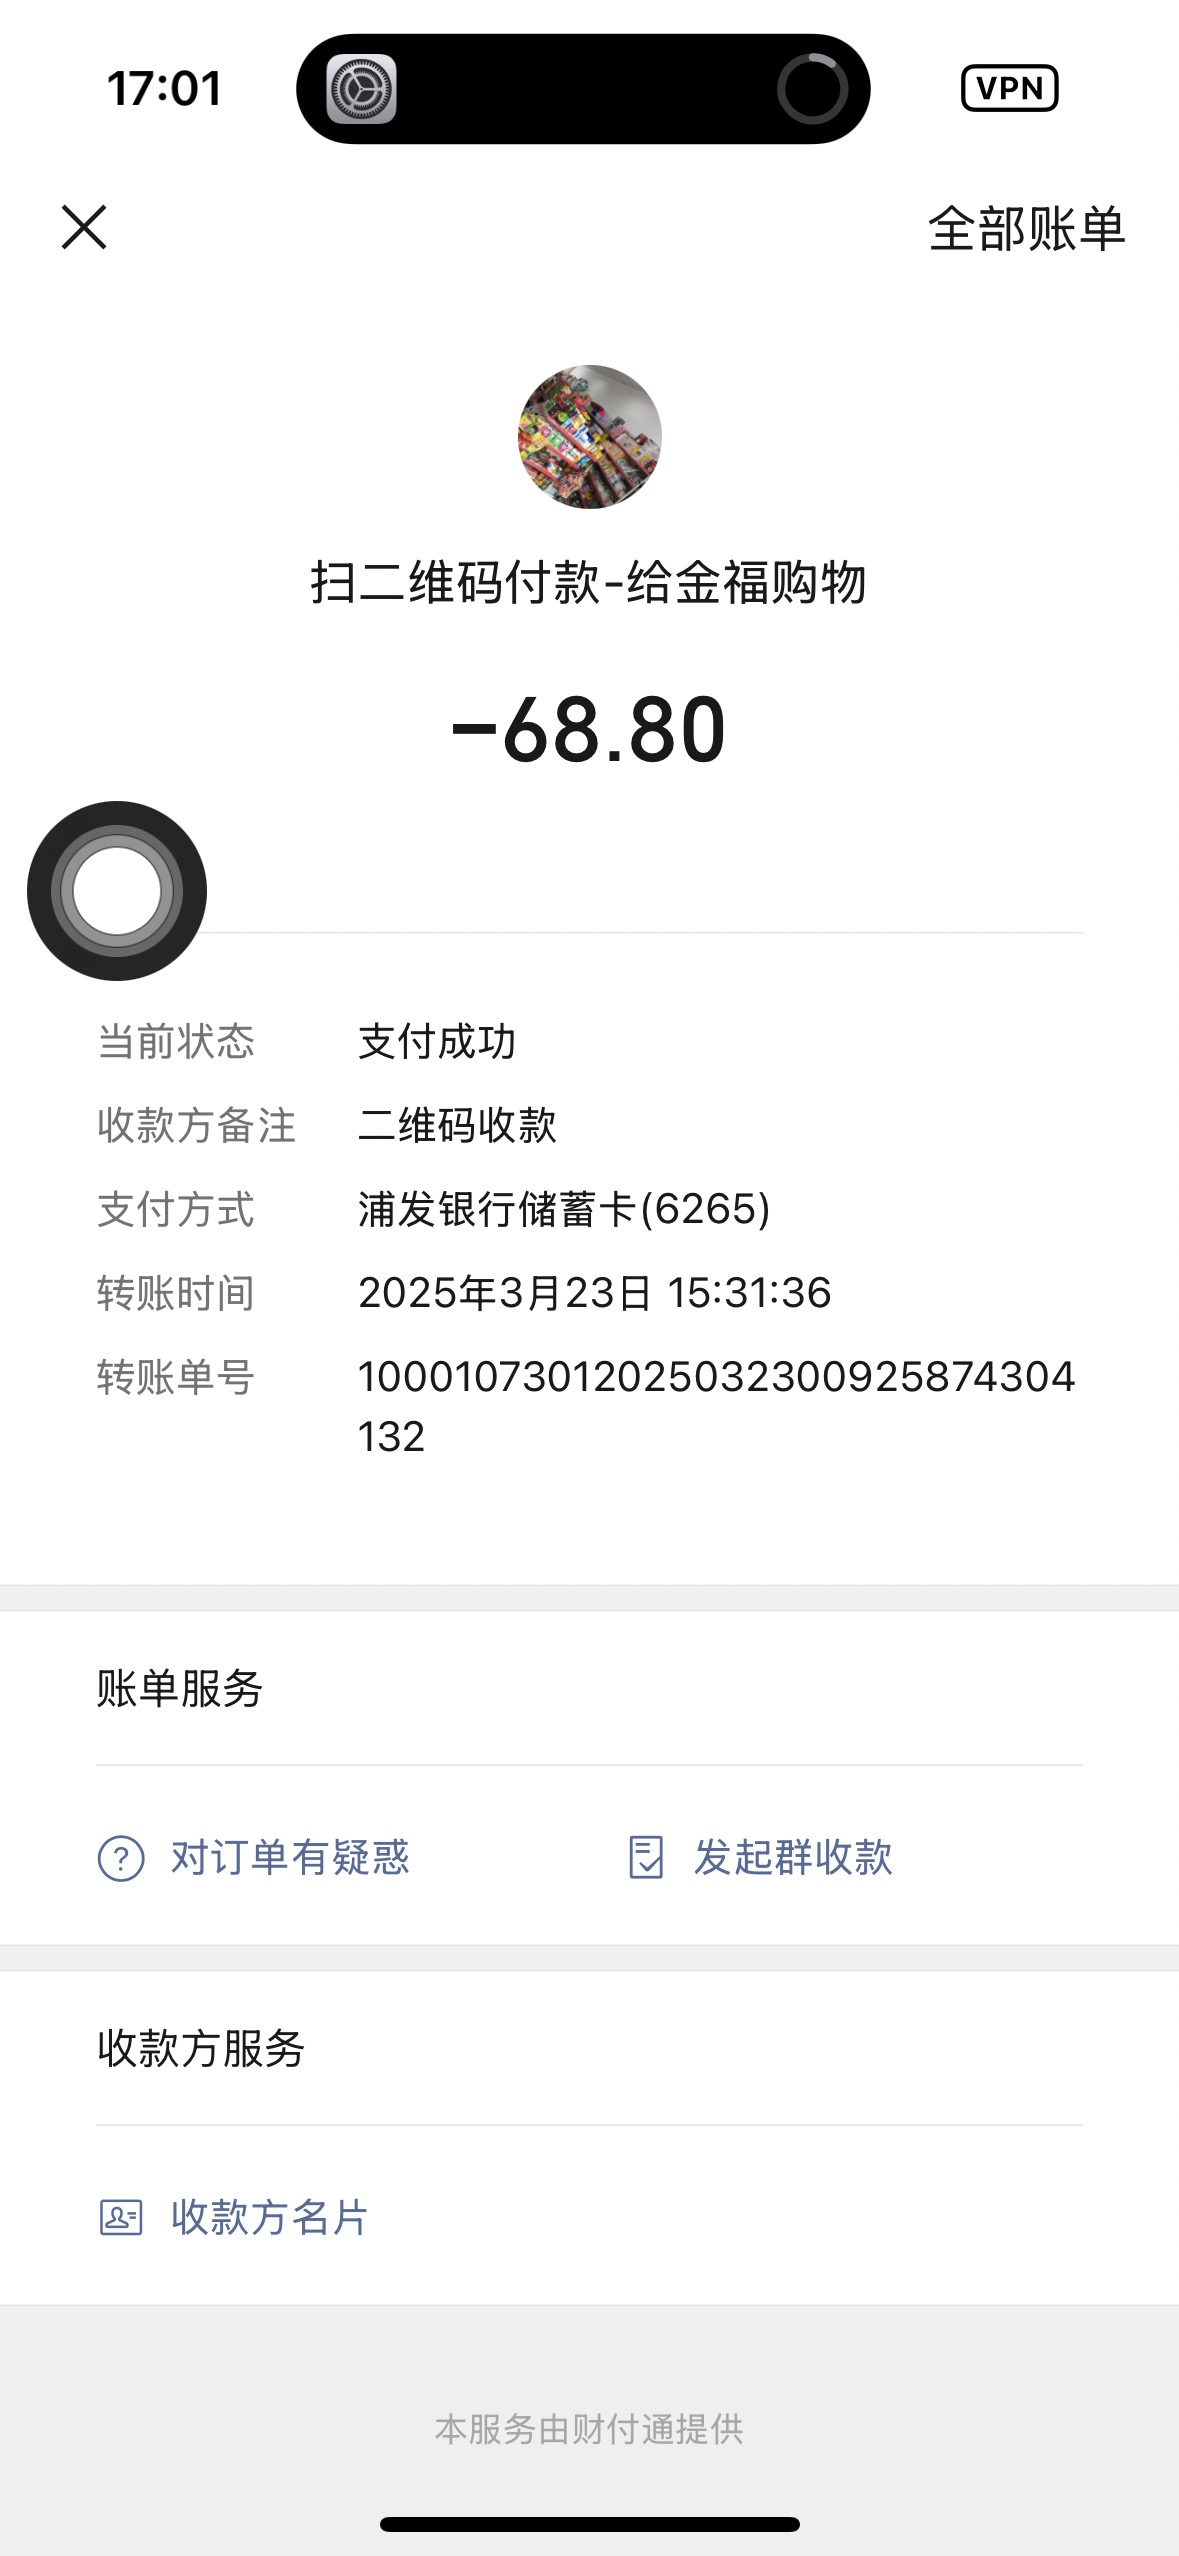 17:01
VPN
全部账单
扫二维码付款-给金福购物
-68.80
当前状态 支付成功
收款方备注 二维码收款
支付方式 浦发银行储蓄卡(6265)
转账时间 2025年3月23日 15:31:36
转账单号 1000107301202503230092587430​4
132
账单服务
对订单有疑惑 发起群收款
收款方服务
收款方名片
本服务由财付通提供